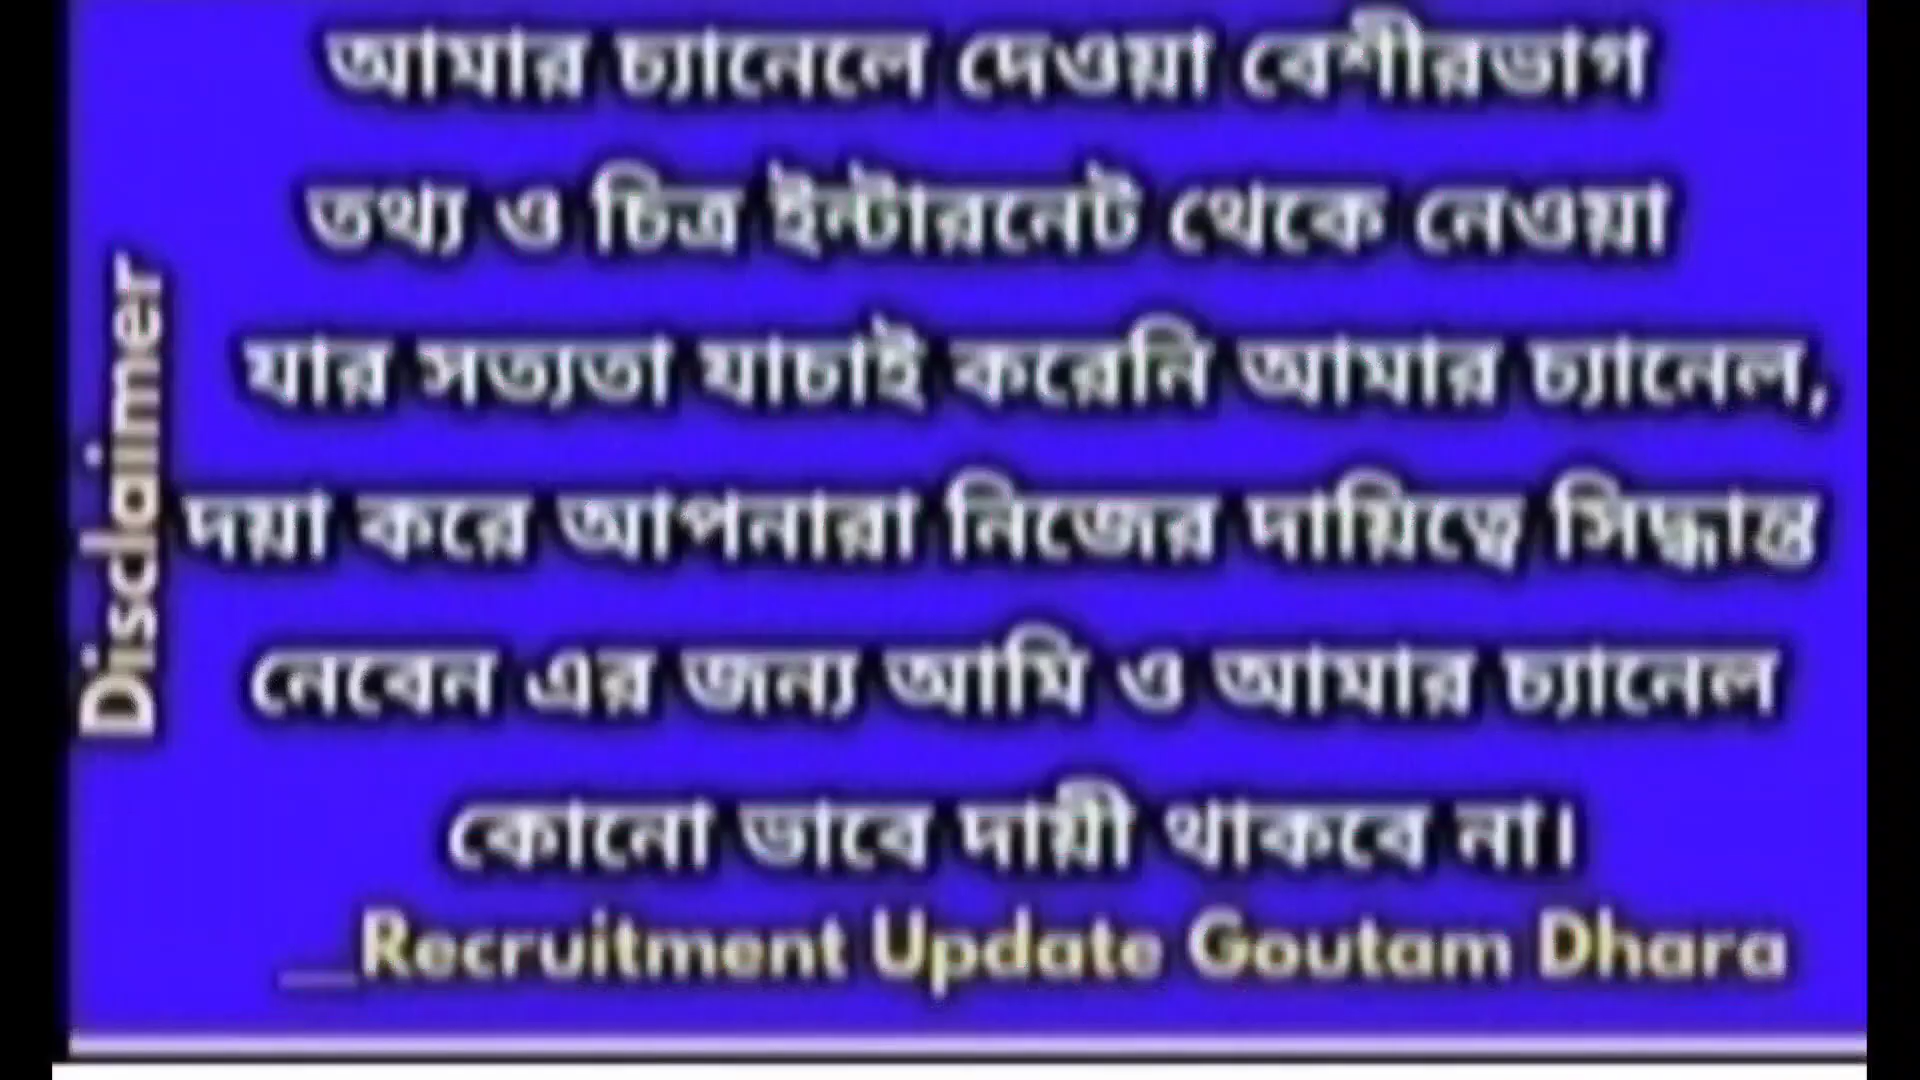 আমার চ্যানেলে দেওয়া বেশীরভাগ
তথ্য ও চিত্র ইন্টারনেট থেকে নেওয়া
যার সত্যতা যাচাই করেনি আমার চ্যানেল,
দয়া করে আপনারা নিজের দায়িত্বে সিদ্ধান্ত
নেবেন এর জন্য আমি ও আমার চ্যানেল
কোনো ভাবে দায়ী থাকবে না।
__Recruitment Update Goutam Dhara
Disclaimer